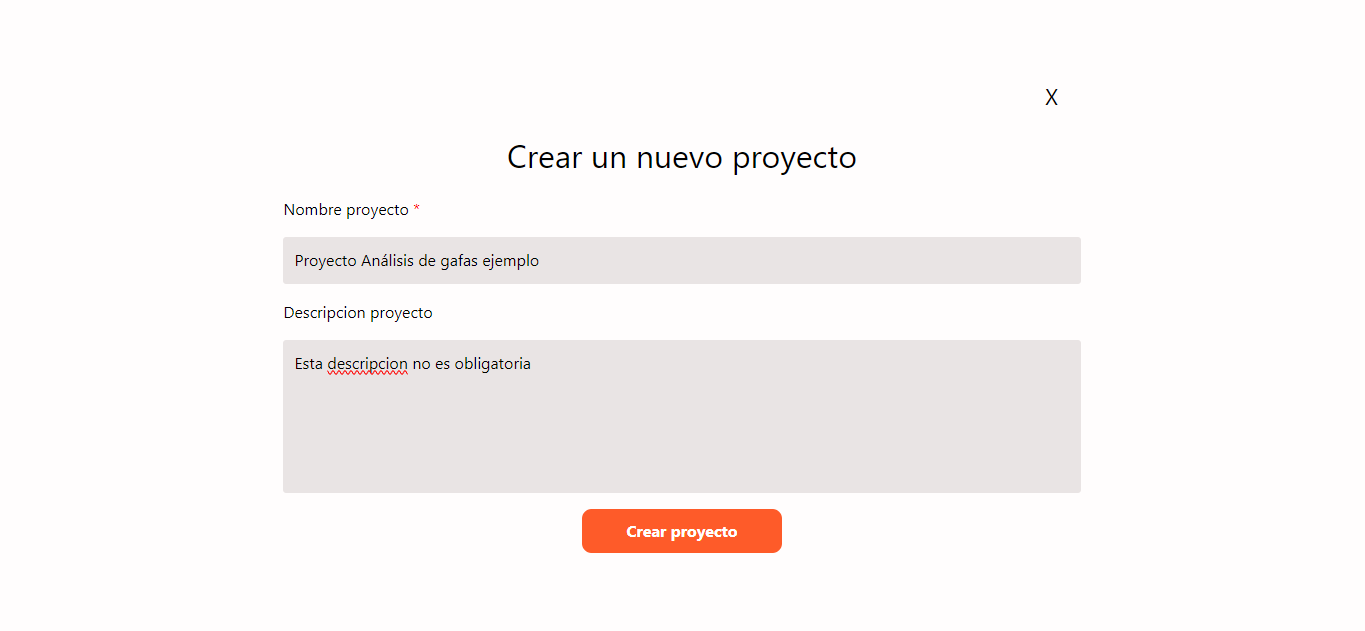 X
Crear un nuevo proyecto
Nombre proyecto *
Proyecto Análisis de gafas ejemplo
Descripcion proyecto
Esta descripcion no es obligatoria
Crear proyecto